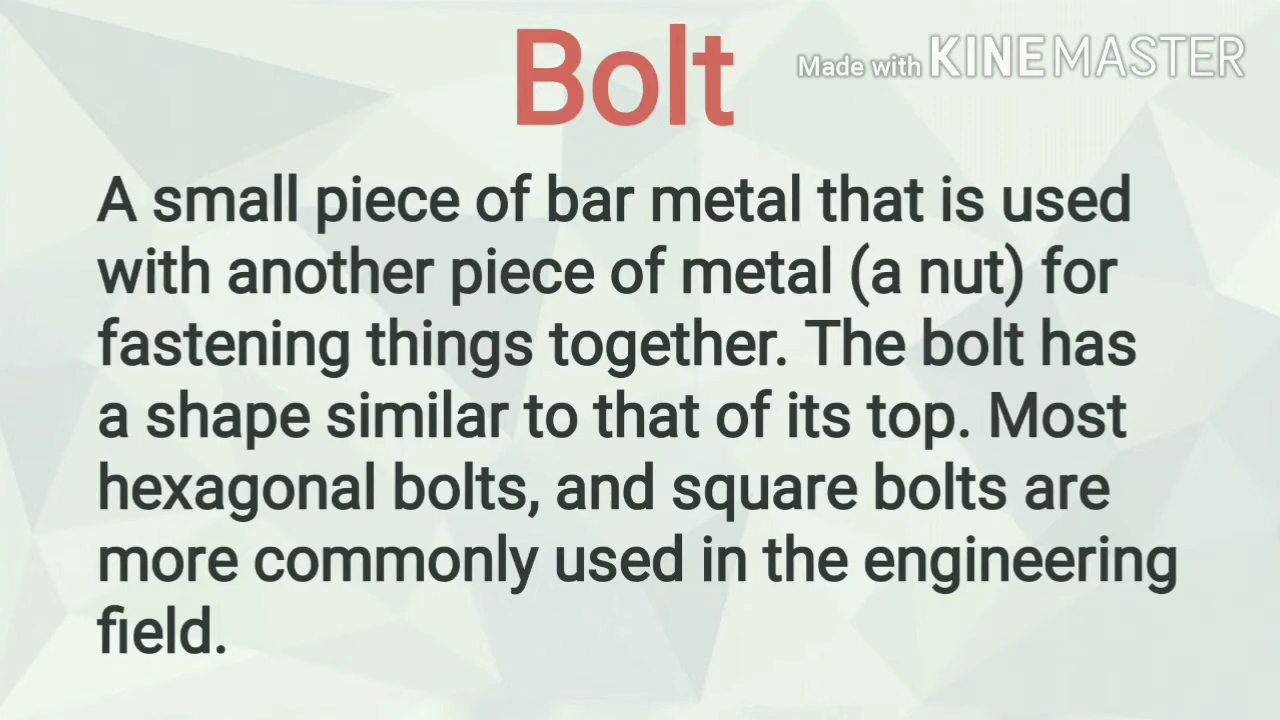 Bolt
Made with KINEMASTER
A small piece of bar metal that is used
with another piece of metal (a nut) for
fastening things together. The bolt has
a shape similar to that of its top. Most
hexagonal bolts, and square bolts are
more commonly used in the engineering
field.